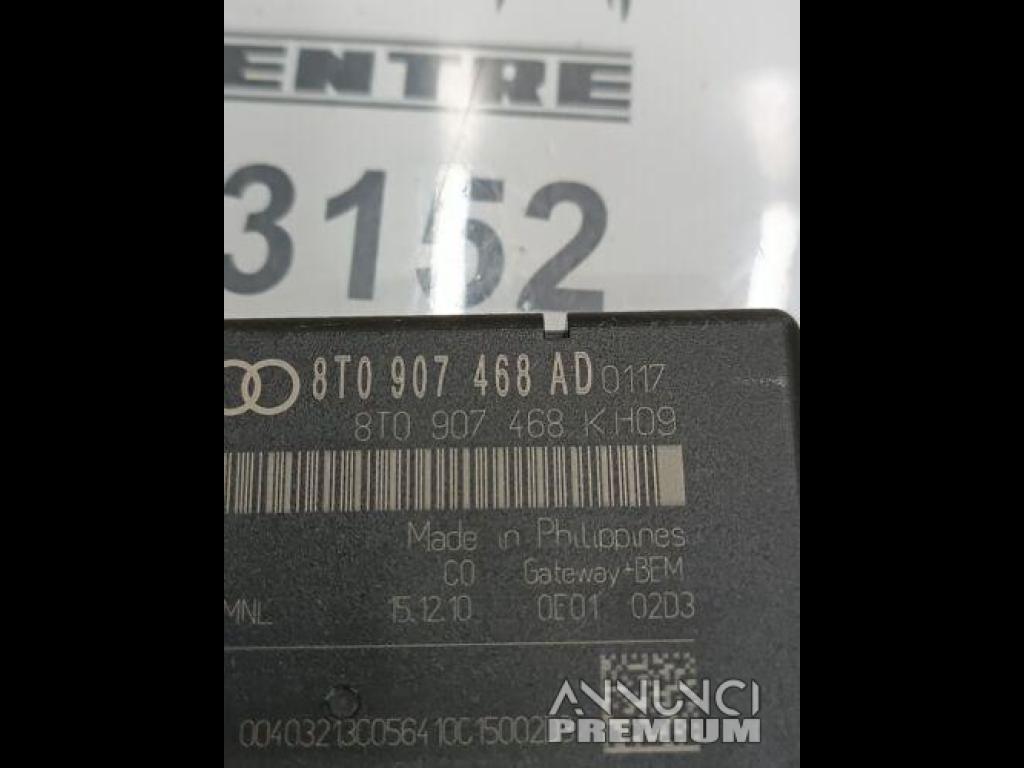 ENTRE
3152
8T0 907 468 AD 0117
8T0 907 468 K H09
Made in Philippines
C0 Gateway+BEM
MNL 15.12.10 0E01 02D3
00403213C056410C15002
ANNUNCI
PREMIUM